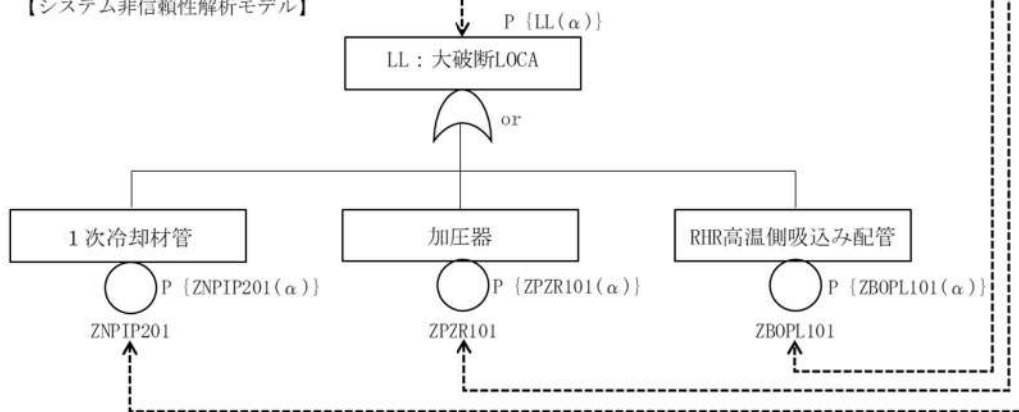 【システム非信頼性解析モデル】
P {LL(α)}
LL：大破断LOCA
or
1次冷却材管
加圧器
RHR高温側吸込み配管
P {ZNPIP201(α)}
P {ZPZR101(α)}
P {ZBOPL101(α)}
ZNPIP201
ZPZR101
ZBOPL101